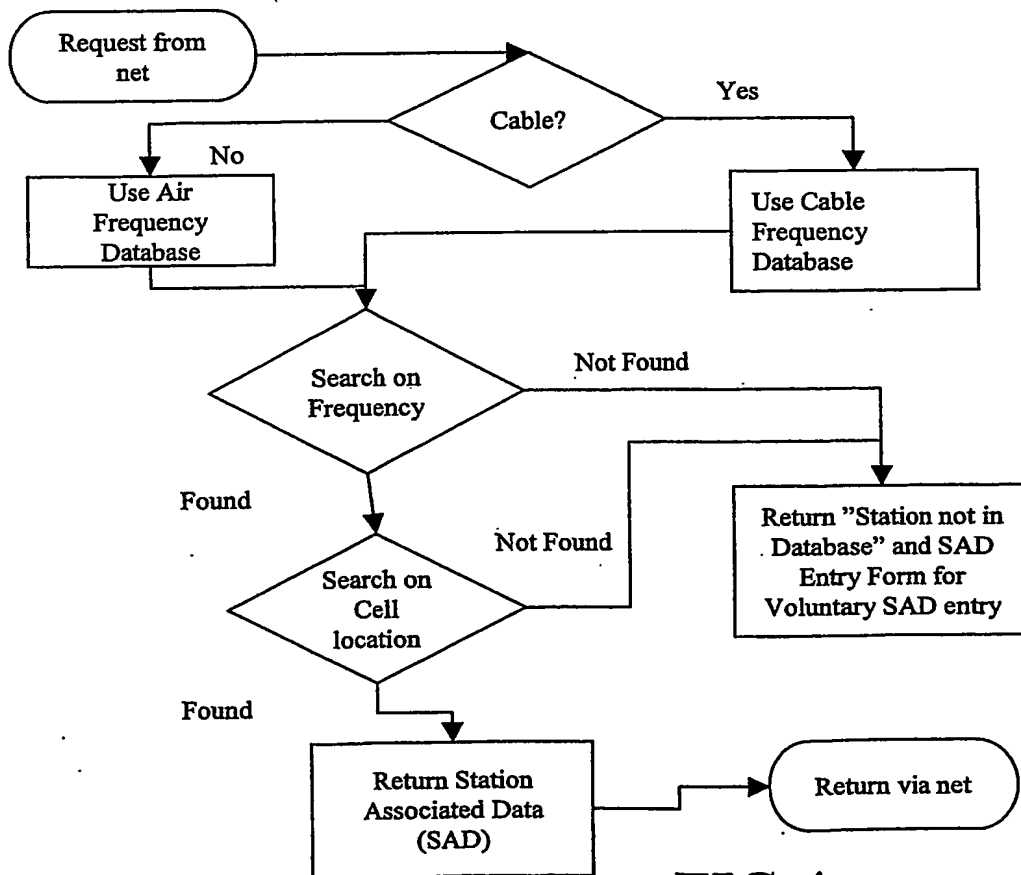 Request from
net
Cable?
Yes
No
Use Air
Frequency
Database
Use Cable
Frequency
Database
Search on
Frequency
Not Found
Found
Search on
Cell
location
Not Found
Return ”Station not in
Database” and SAD
Entry Form for
Voluntary SAD entry
Found
Return Station
Associated Data
(SAD)
Return via net